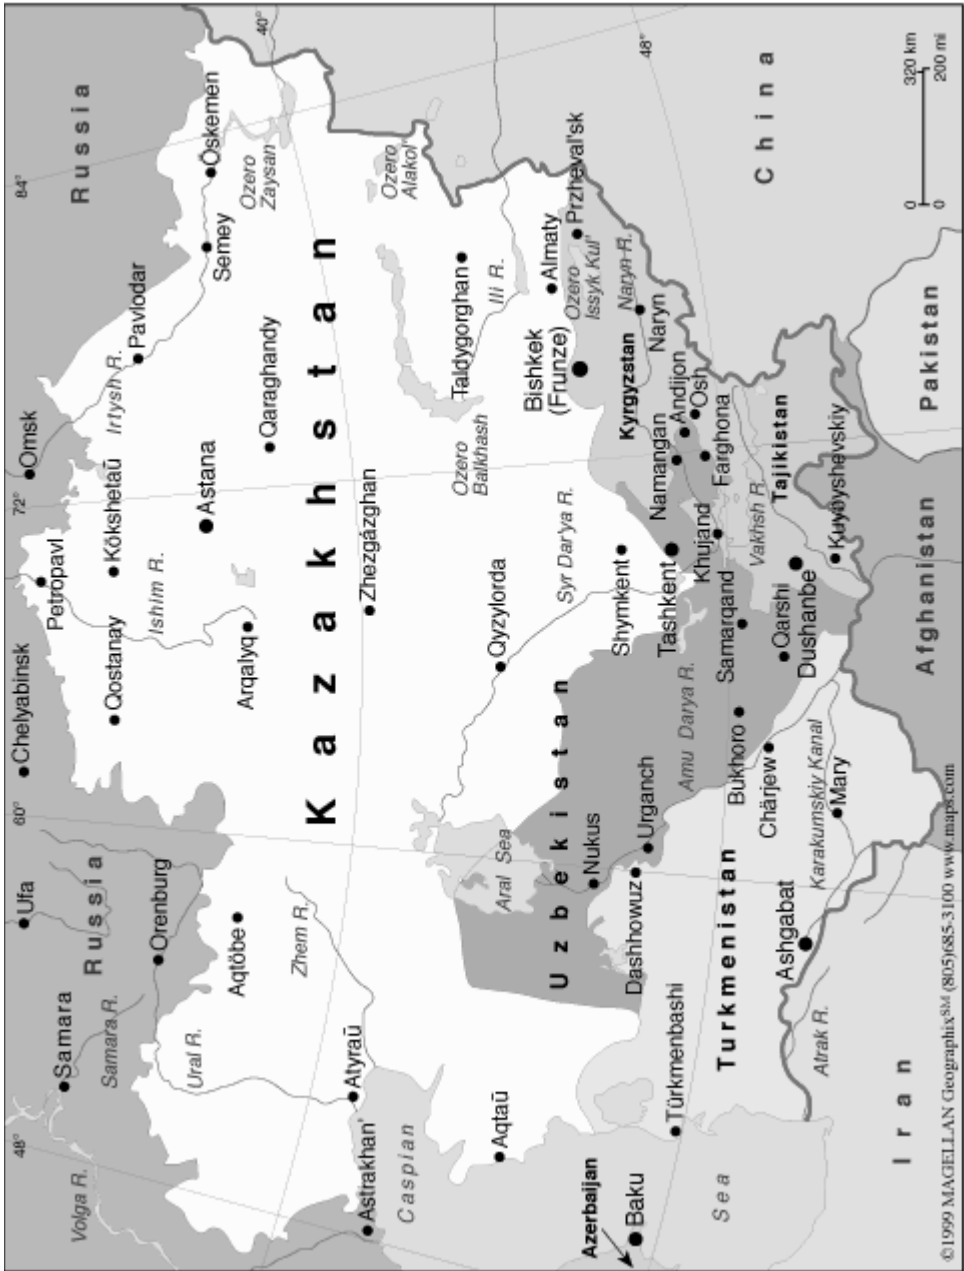 48°
60°
72°
84°
40°
48°
Volga R.
Samara
Samara R.
Ufa
Russia
Chelyabinsk
Omsk
Russia
Orenburg
Ural R.
Petropavl
Kökshetaū
Qostanay
Ishim R.
Irtysh R.
Pavlodar
Semey
Öskemen
Astana
Arqalyq
Qaraghandy
Aqtöbe
Zhem R.
Ozero
Zaysan
Kazakhstan
Astrakhan'
Atyraū
Zhezgázghan
Ozero
Alakol'
Caspian
Sea
Aqtaū
Aral Sea
Qyzylorda
Syr Dar'ya R.
Ozero
Balkhash
Taldygorghan
Ili R.
Almaty
Bishkek
(Frunze)
Ozero
Issyk Kul'
Przheval'sk
Naryn R.
Naryn
Kyrgyzstan
China
Shymkent
Tashkent
Namangan
Andijon
Osh
Farghona
Khujand
Uzbekistan
Nukus
Urganch
Dashhowuz
Amu Darya R.
Samarqand
Bukhoro
Qarshi
Dushanbe
Vakhsh R.
Tajikistan
Kuybyshevskiy
Azerbaijan
Baku
Türkmenbashi
Turkmenistan
Chärjew
Karakumskiy Kanal
Mary
Ashgabat
Atrak R.
Iran
Afghanistan
Pakistan
0 320 km
0 200 mi
©1999 MAGELLAN Geographix℠ (805)685-3100 www.maps.com